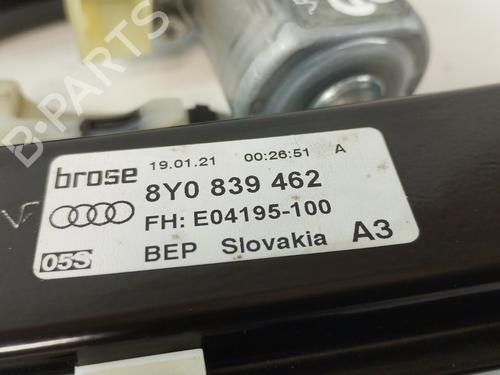 brose 19.01.21 00:26:51 A
8Y0 839 462
FH: E04195-100
05S BEP Slovakia A3
B-PARTS